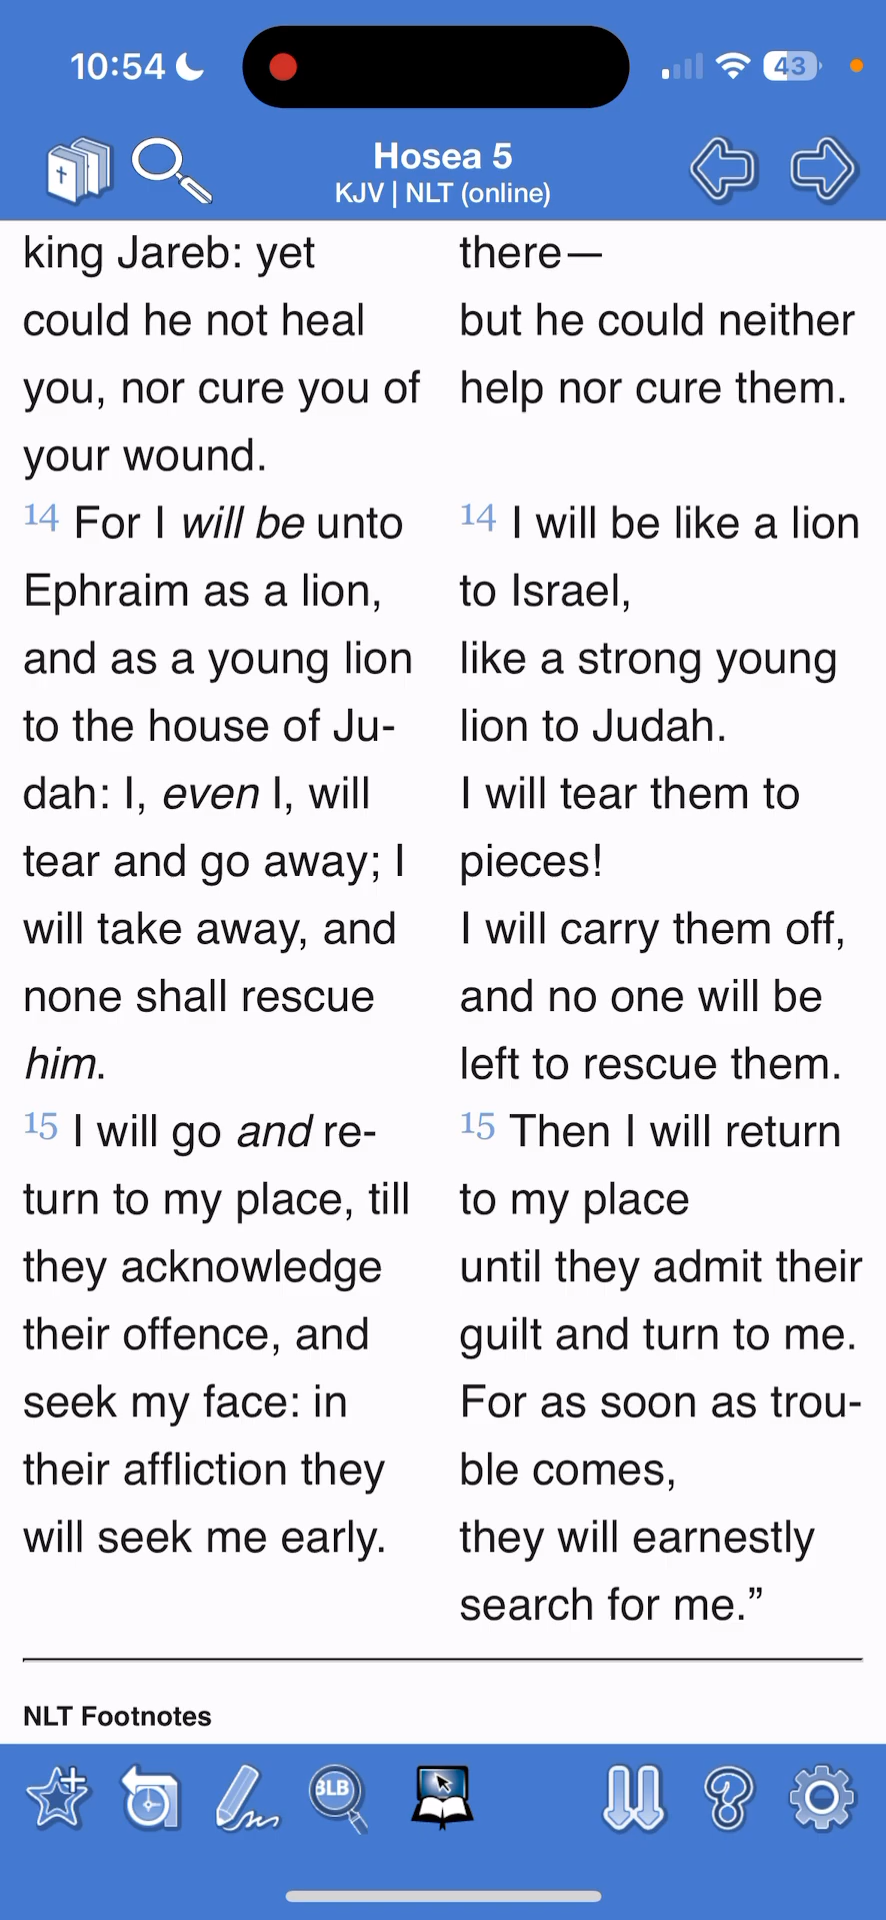 10:54
43
Hosea 5
KJV | NLT (online)
king Jareb: yet
could he not heal
you, nor cure you of
your wound.
14 For I will be unto
Ephraim as a lion,
and as a young lion
to the house of Ju-
dah: I, even I, will
tear and go away; I
will take away, and
none shall rescue
him.
15 I will go and re-
turn to my place, till
they acknowledge
their offence, and
seek my face: in
their affliction they
will seek me early.
there—
but he could neither
help nor cure them.
14 I will be like a lion
to Israel,
like a strong young
lion to Judah.
I will tear them to
pieces!
I will carry them off,
and no one will be
left to rescue them.
15 Then I will return
to my place
until they admit their
guilt and turn to me.
For as soon as trou-
ble comes,
they will earnestly
search for me.”
NLT Footnotes
BLB